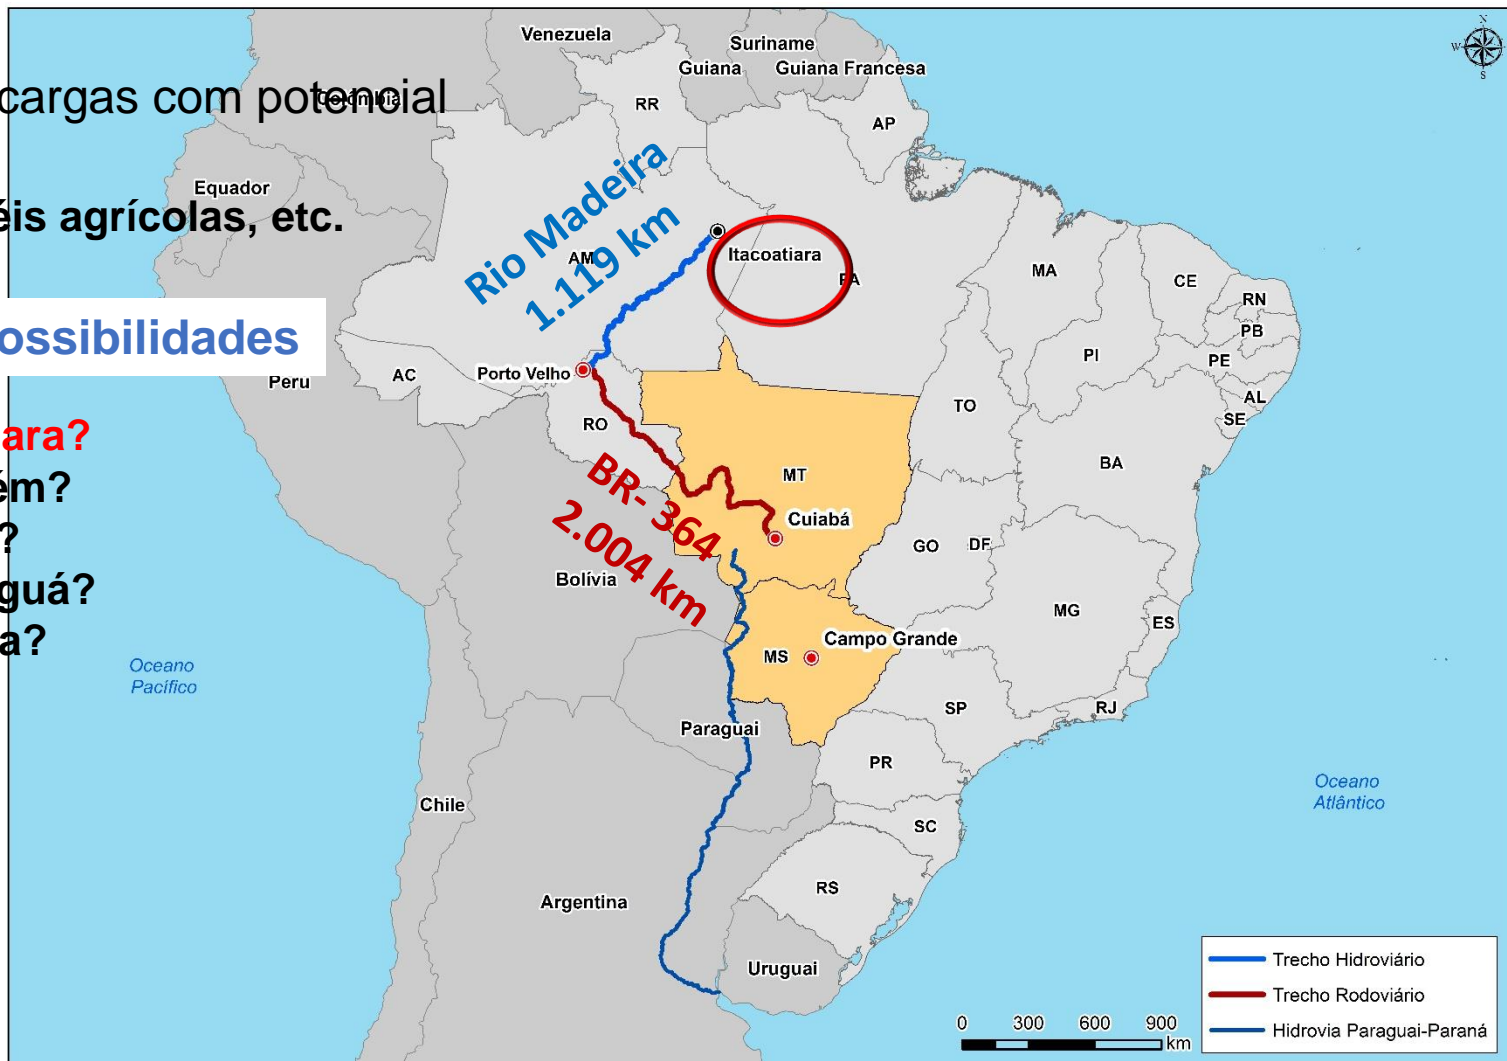 cargas com potencial
éis agrícolas, etc.
ossibilidades
ara?
ém?
?
guá?
a?
Venezuela
Suriname
Guiana
Guiana Francesa
Colômbia
RR
AP
Equador
Rio Madeira
1.119 km
AM
Itacoatiara
PA
MA
CE
RN
PB
PI
PE
AL
SE
Peru
AC
Porto Velho
TO
RO
BA
MT
BR- 364
2.004 km
Cuiabá
GO
DF
Bolívia
MG
ES
Campo Grande
MS
Oceano
Pacífico
SP
RJ
Paraguai
PR
Oceano
Atlântico
Chile
SC
RS
Argentina
Uruguai
N
W
S
Trecho Hidroviário
Trecho Rodoviário
Hidrovia Paraguai-Paraná
0 300 600 900
km